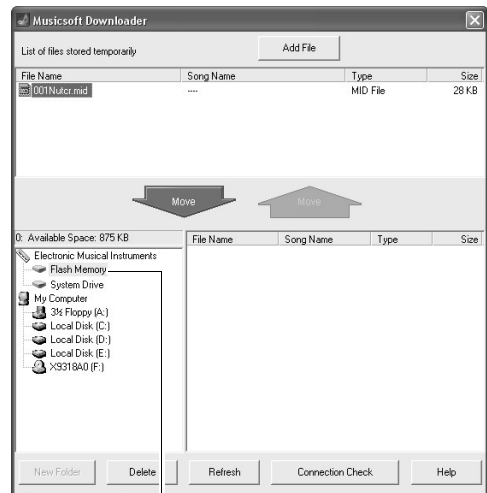 Musicsoft Downloader
List of files stored temporarily
Add File
File Name Song Name Type Size
001Nutcr.mid ---- MID File 28 KB
Move Move
0: Available Space: 875 KB
File Name Song Name Type Size
Electronic Musical Instruments
Flash Memory
System Drive
My Computer
3½ Floppy (A:)
Local Disk (C:)
Local Disk (D:)
Local Disk (E:)
X9318A0 (F:)
New Folder Delete Refresh Connection Check Help